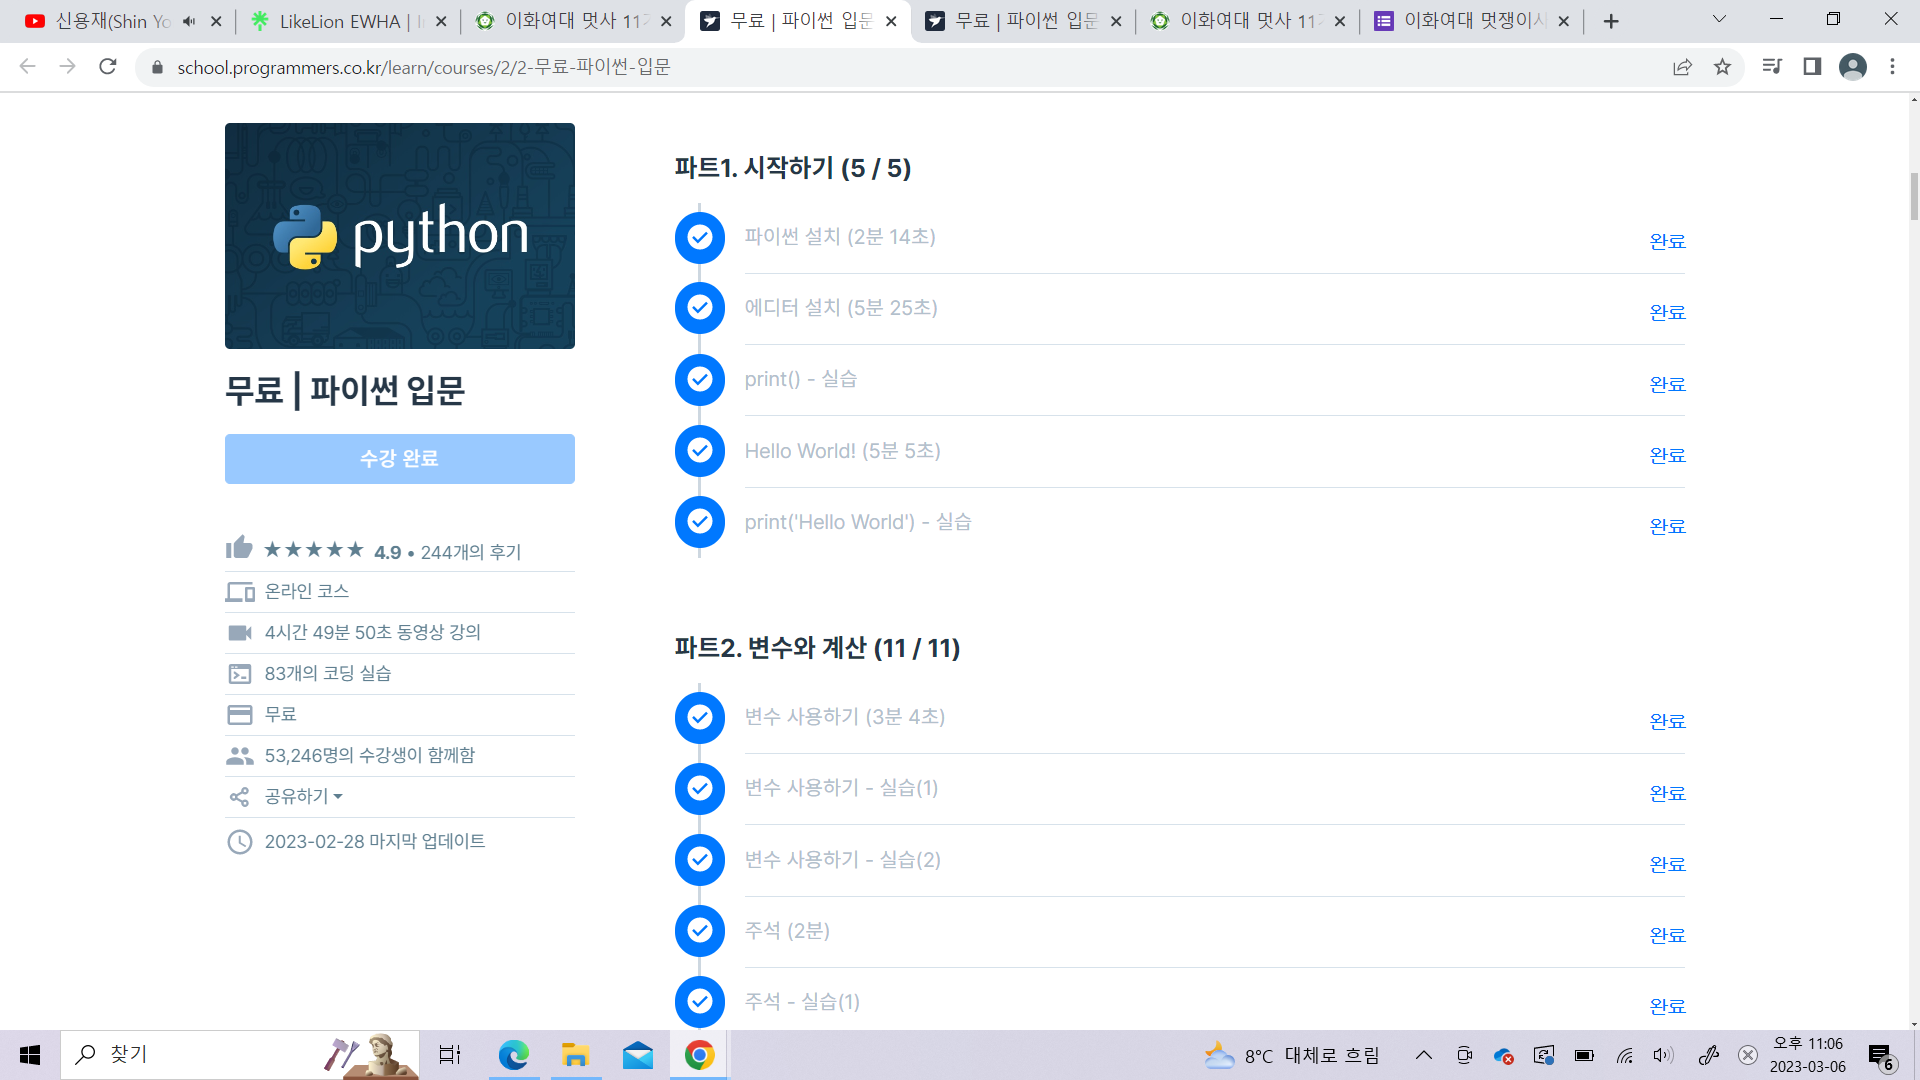 신용재(Shin Yo
LikeLion EWHA |
이화여대 멋사 11
무료 | 파이썬 입문
무료 | 파이썬 입문
이화여대 멋사 11
이화여대 멋쟁이사
school.programmers.co.kr/learn/courses/2/2-무료-파이썬-입문
python
무료 | 파이썬 입문
수강 완료
★★★★★ 4.9 • 244개의 후기
온라인 코스
4시간 49분 50초 동영상 강의
83개의 코딩 실습
무료
53,246명의 수강생이 함께함
공유하기
2023-02-28 마지막 업데이트
파트1. 시작하기 (5 / 5)
파이썬 설치 (2분 14초) 완료
에디터 설치 (5분 25초) 완료
print() - 실습 완료
Hello World! (5분 5초) 완료
print('Hello World') - 실습 완료
파트2. 변수와 계산 (11 / 11)
변수 사용하기 (3분 4초) 완료
변수 사용하기 - 실습(1) 완료
변수 사용하기 - 실습(2) 완료
주석 (2분) 완료
주석 - 실습(1) 완료
찾기
8°C 대체로 흐림
오후 11:06
2023-03-06
6